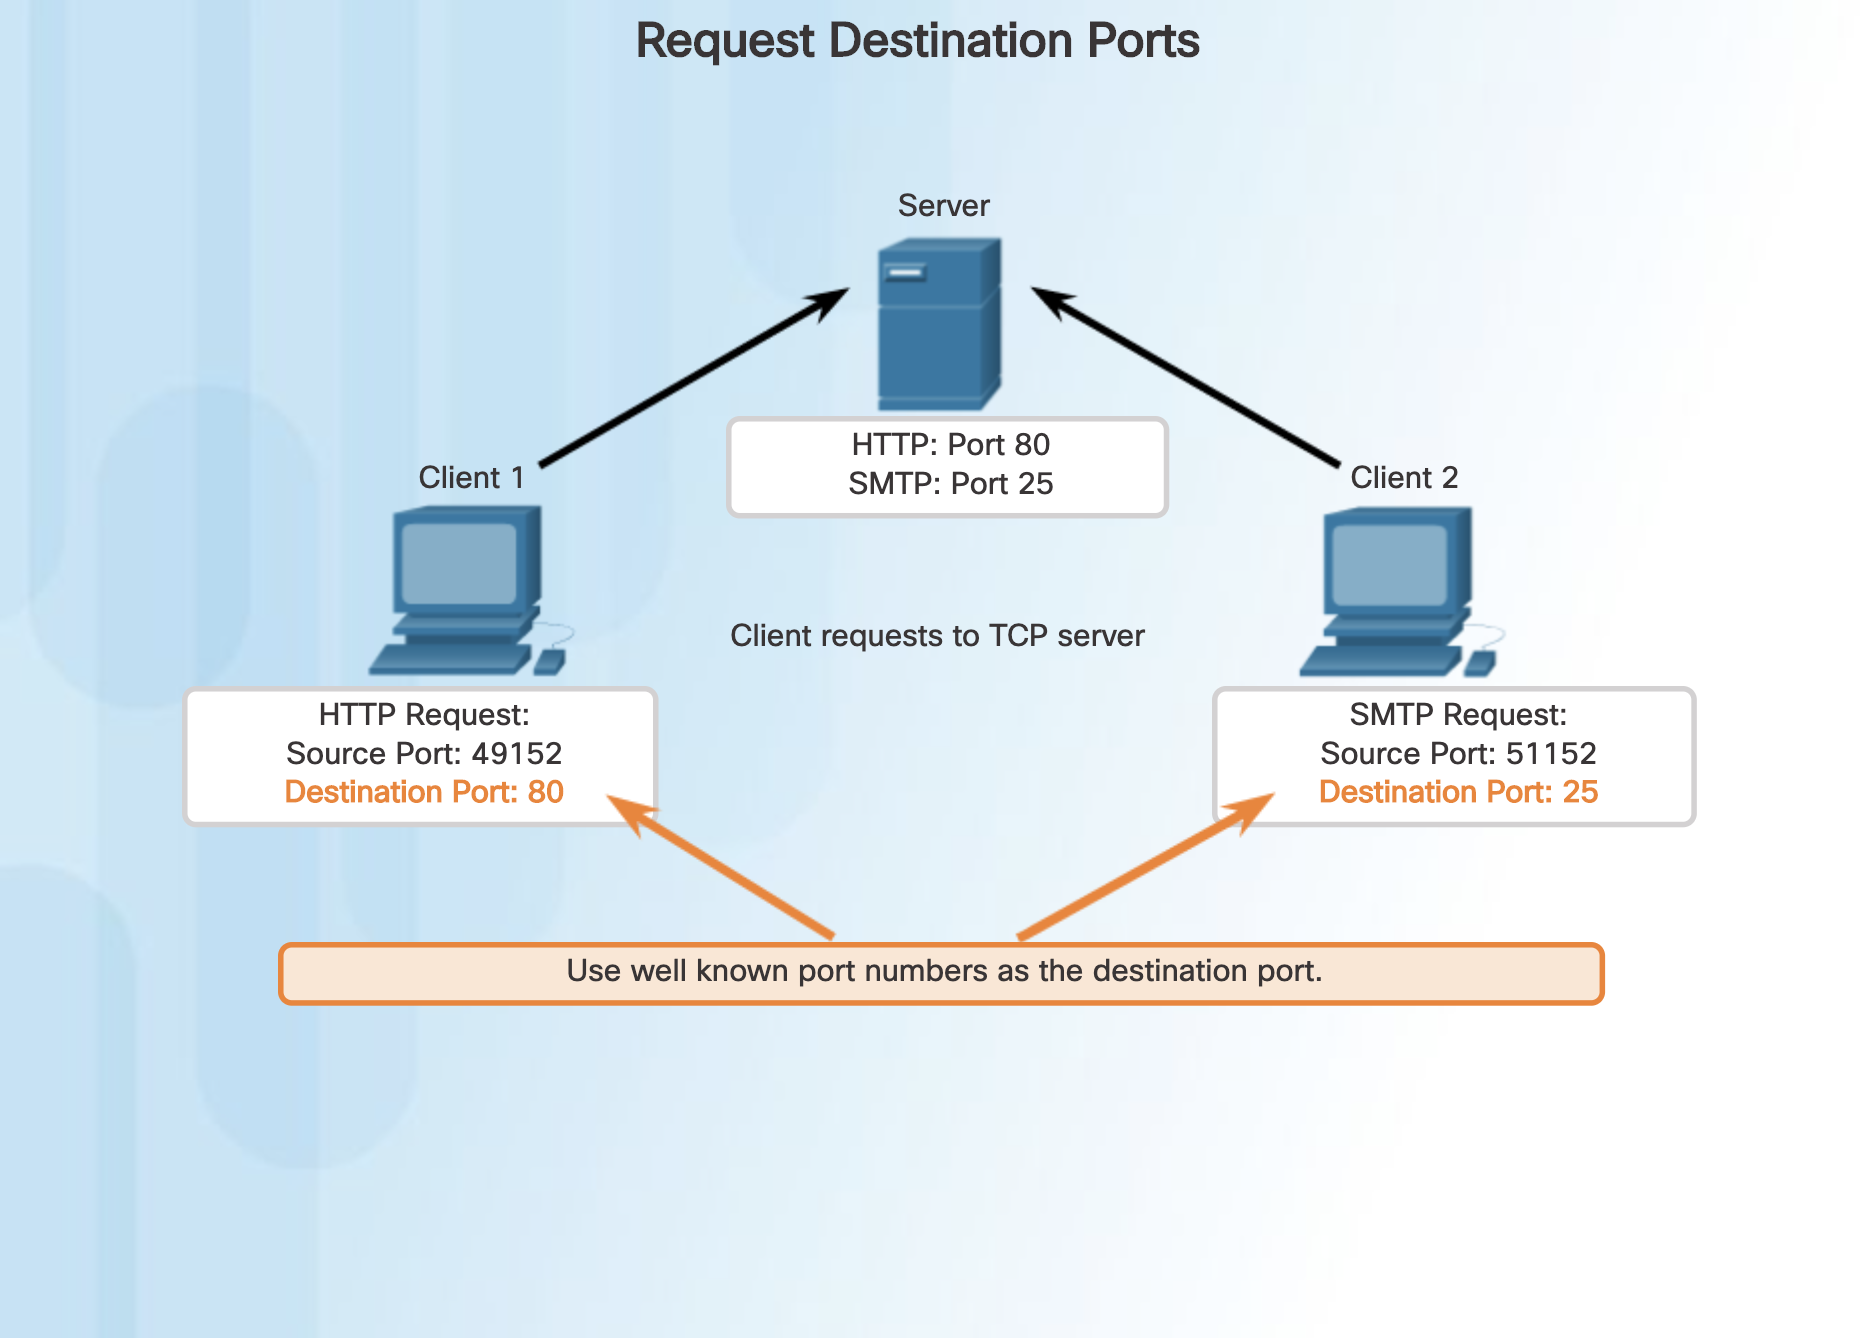 Request Destination Ports
Server
HTTP: Port 80
SMTP: Port 25
Client 1
Client 2
Client requests to TCP server
HTTP Request:
Source Port: 49152
Destination Port: 80
SMTP Request:
Source Port: 51152
Destination Port: 25
Use well known port numbers as the destination port.